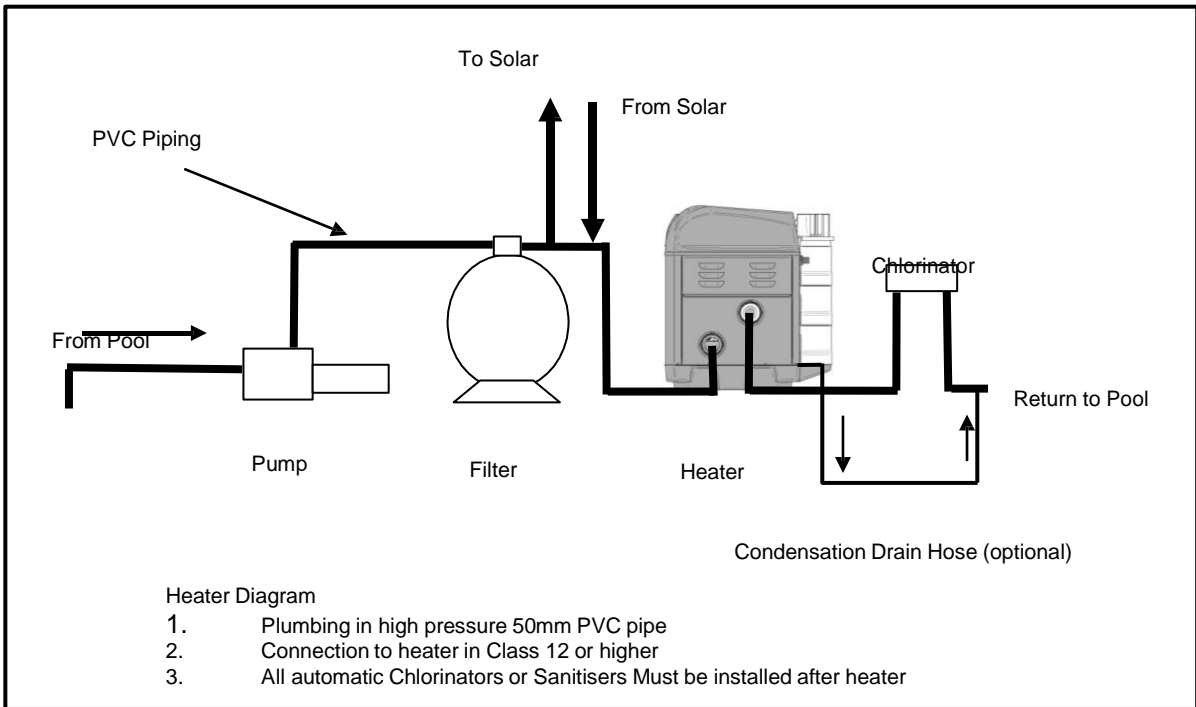 To Solar
From Solar
PVC Piping
Chlorinator
From Pool
Return to Pool
Pump
Filter
Heater
Condensation Drain Hose (optional)
Heater Diagram
1. Plumbing in high pressure 50mm PVC pipe
2. Connection to heater in Class 12 or higher
3. All automatic Chlorinators or Sanitisers Must be installed after heater